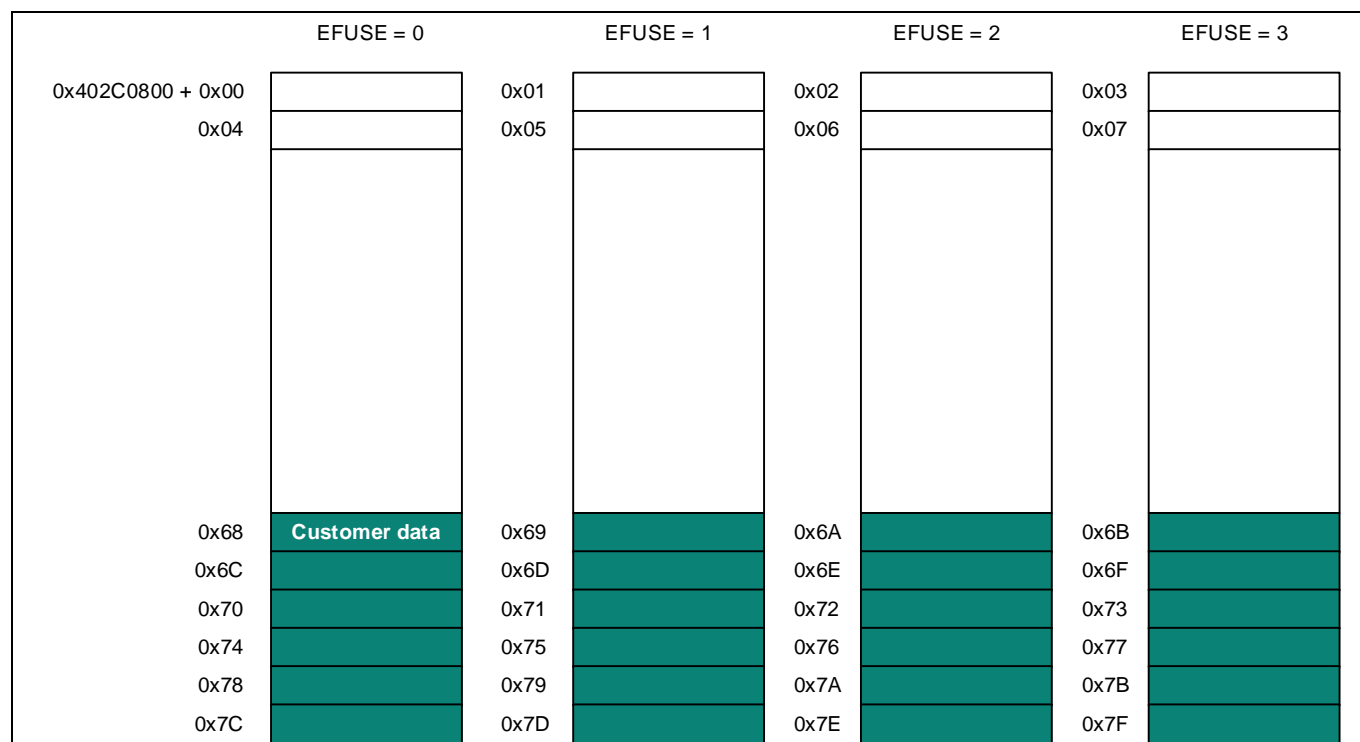 EFUSE = 0 EFUSE = 1 EFUSE = 2 EFUSE = 3
0x402C0800 + 0x00 0x01 0x02 0x03
0x04 0x05 0x06 0x07
0x68 Customer data 0x69 0x6A 0x6B
0x6C 0x6D 0x6E 0x6F
0x70 0x71 0x72 0x73
0x74 0x75 0x76 0x77
0x78 0x79 0x7A 0x7B
0x7C 0x7D 0x7E 0x7F